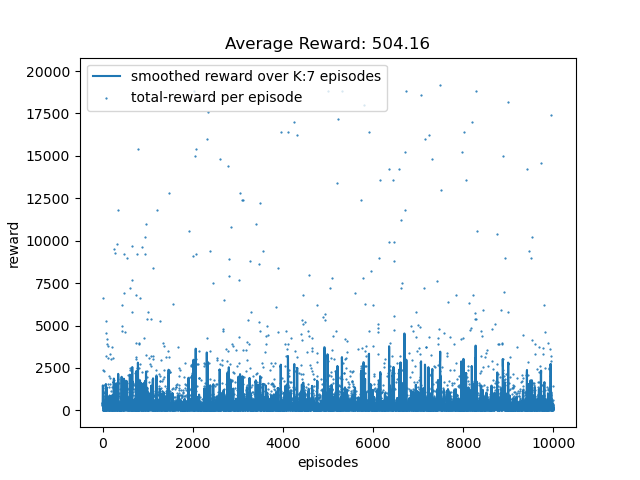 Average Reward: 504.16
smoothed reward over K:7 episodes
total-reward per episode
20000
17500
15000
12500
10000
7500
5000
2500
0
reward
0 2000 4000 6000 8000 10000
episodes